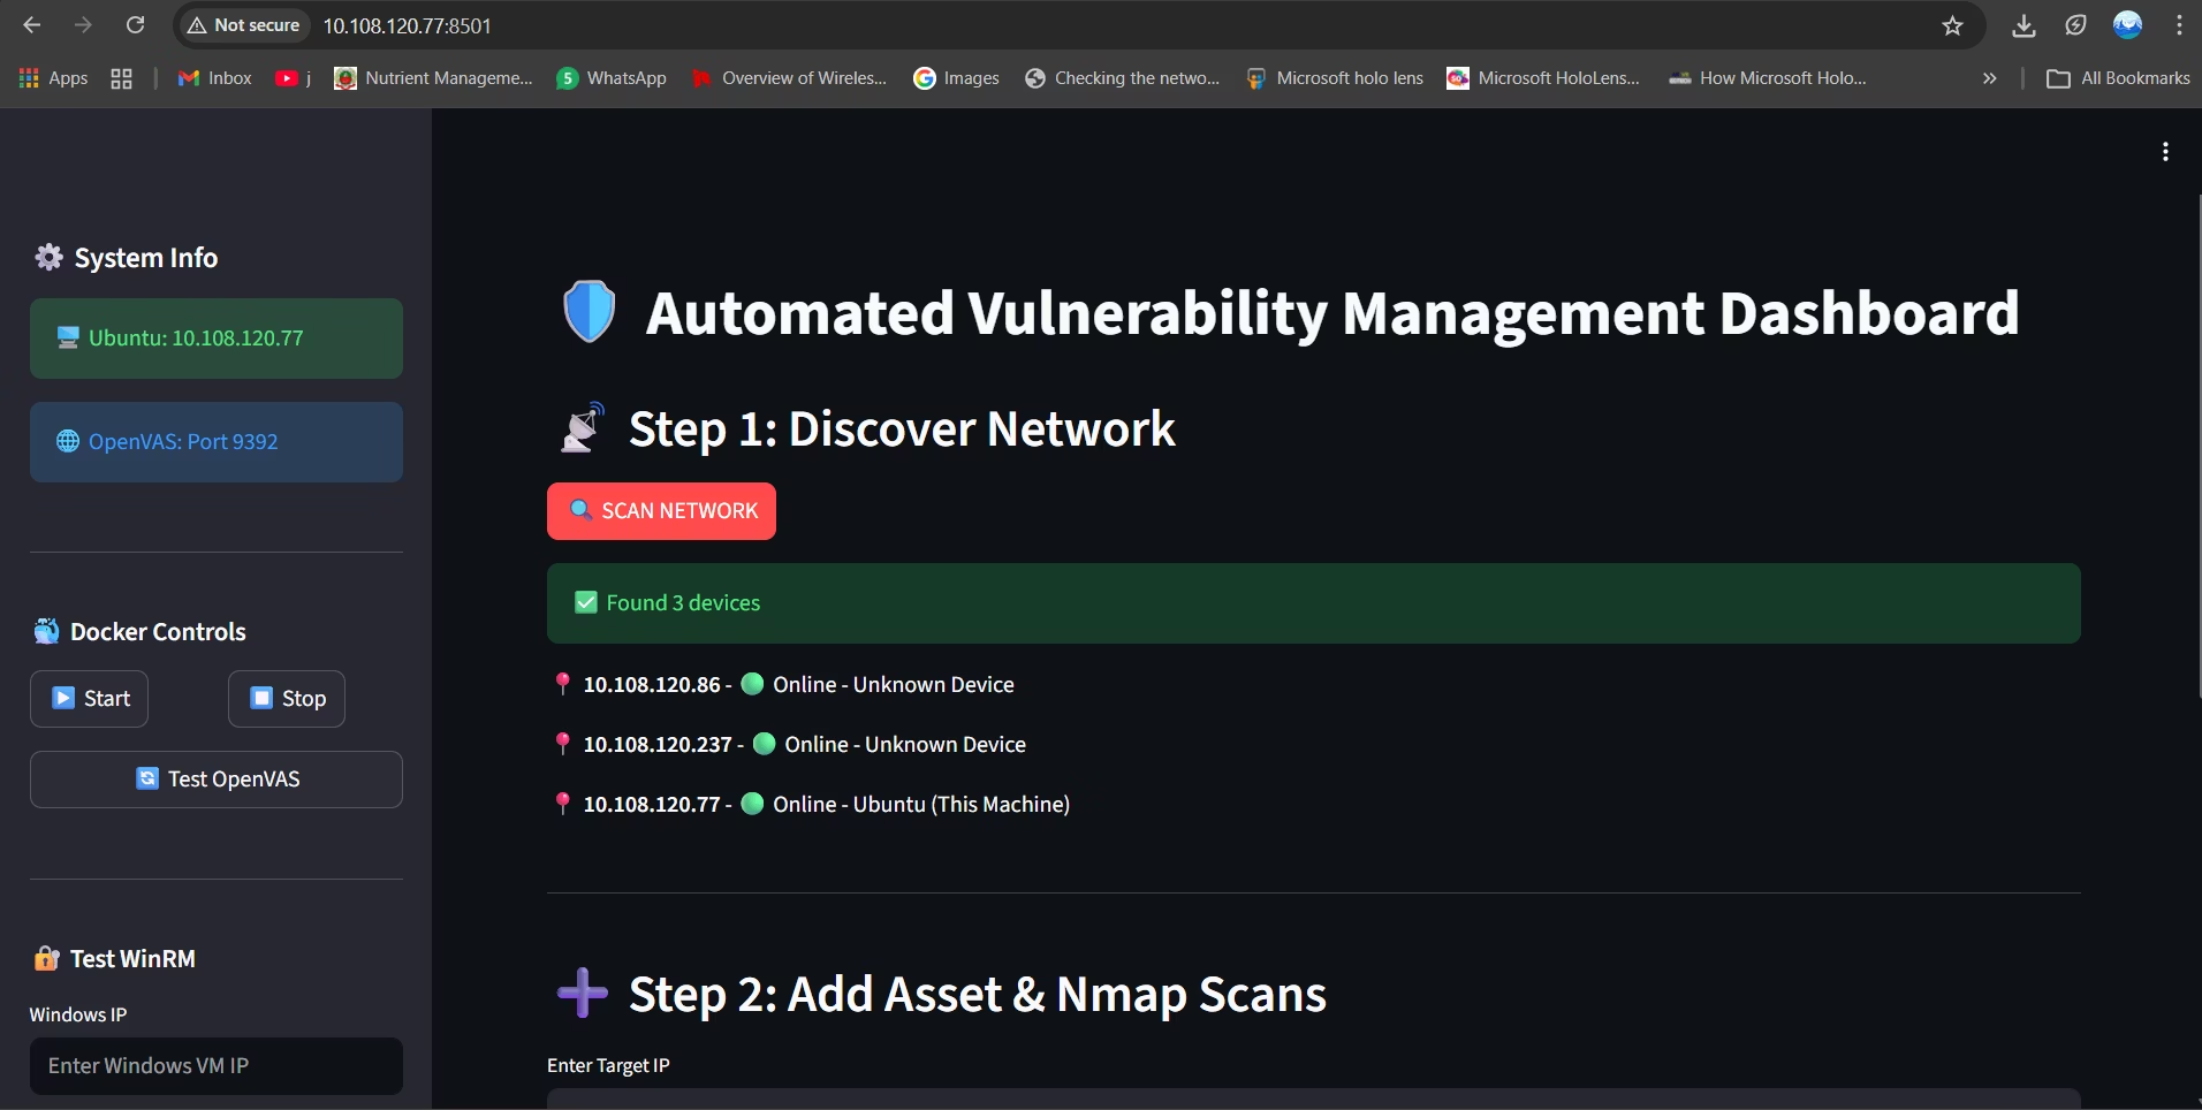 Not secure 10.108.120.77:8501
Apps Inbox j Nutrient Manageme... 5 WhatsApp Overview of Wireles... Images Checking the netwo... Microsoft holo lens Microsoft HoloLens... How Microsoft Holo... » All Bookmarks
System Info
Ubuntu: 10.108.120.77
OpenVAS: Port 9392
Docker Controls
Start Stop
Test OpenVAS
Test WinRM
Windows IP
Enter Windows VM IP
Automated Vulnerability Management Dashboard
Step 1: Discover Network
SCAN NETWORK
Found 3 devices
10.108.120.86 - Online - Unknown Device
10.108.120.237 - Online - Unknown Device
10.108.120.77 - Online - Ubuntu (This Machine)
Step 2: Add Asset & Nmap Scans
Enter Target IP